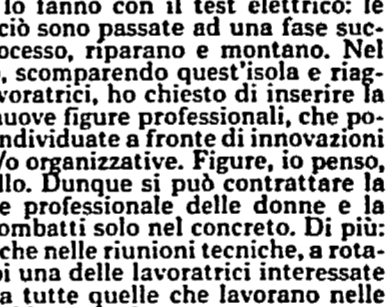 lo fanno con il test elettrico: le
ciò sono passate ad una fase suc-
ocesso, riparano e montano. Nel
, scomparendo quest'isola e riag-
voratrici, ho chiesto di inserire la
nuove figure professionali, che po-
individuate a fronte di innovazioni
/o organizzative. Figure, io penso,
llo. Dunque si può contrattare la
e professionale delle donne e la
ombatti solo nel concreto. Di più:
che nelle riunioni tecniche, a rota-
oi una delle lavoratrici interessate
a tutte quelle che lavorano nelle